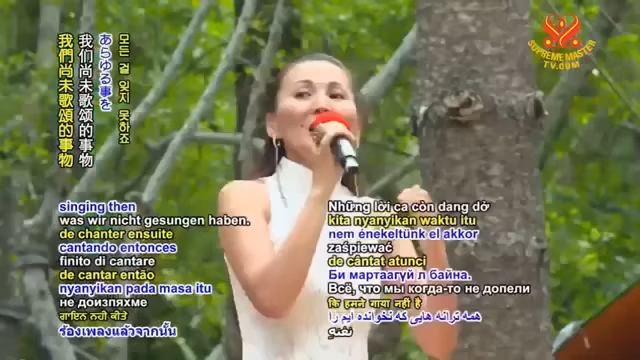 모든 걸 잊지 못하죠
あらゆる事を
我们尚未歌頌的事物
我們尚未歌頌的事物
SUPREME MASTER
TV.COM
singing then
was wir nicht gesungen haben.
de chanter ensuite
cantando entonces
finito di cantare
de cantar então
nyanyikan pada masa itu
не доизпяхме
ਗਾਇਨ ਨਹੀ ਕੀਤੇ
ร้องเพลงแล้วจากนั้น
Những lời ca còn dang dở
kita nyanyikan waktu itu
nem énekeltünk el akkor
zaśpiewać
de cântat atunci
Би мартаагүй л байна.
Всё, что мы когда-то не допели
कि हमने गाया नहीं है
همه ترانه هایی که نخوانده ایم را
نغنهِ